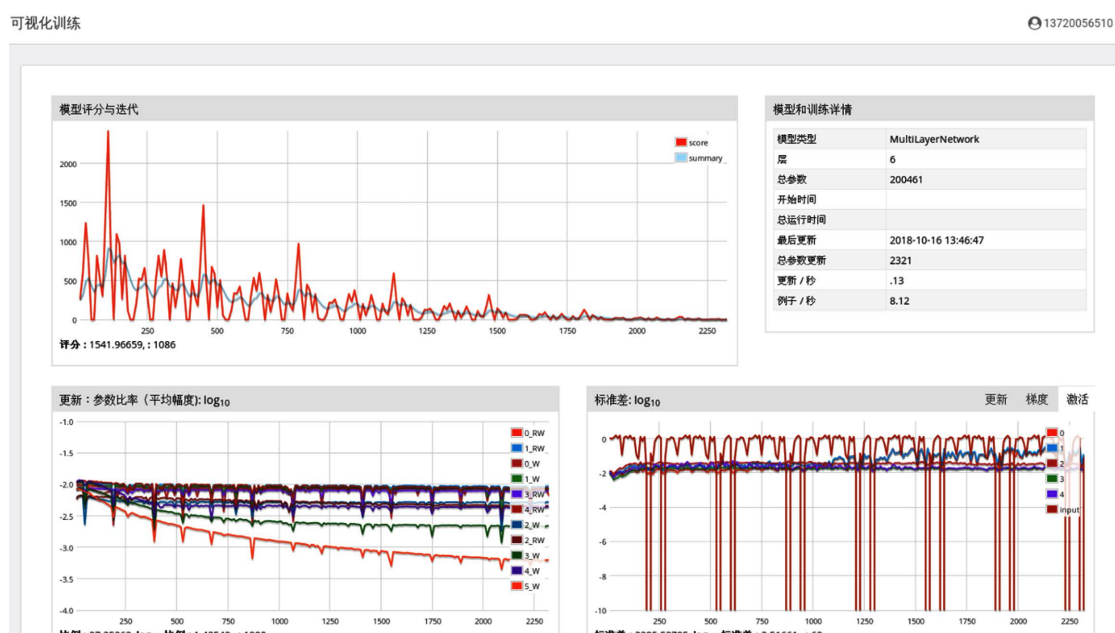 可视化训练
13720056510
模型评分与迭代
score
summary
2000
1500
1000
500
0
250 500 750 1000 1250 1500 1750 2000 2250
评分：1541.96659, : 1086
模型和训练详情
模型类型 MultiLayerNetwork
层 6
总参数 200461
开始时间
总运行时间
最后更新 2018-10-16 13:46:47
总参数更新 2321
更新 / 秒 .13
例子 / 秒 8.12
更新：参数比率（平均幅度): log10
-1.0
-1.5
-2.0
-2.5
-3.0
-3.5
-4.0
0_RW
1_RW
0_W
1_W
3_RW
4_RW
2_W
2_RW
3_W
4_W
5_W
250 500 750 1000 1250 1500 1750 2000 2250
标准差: log10
更新 梯度 激活
0
-2
-4
-6
-8
-10
0
2
3
4
input
250 500 750 1000 1250 1500 1750 2000 2250